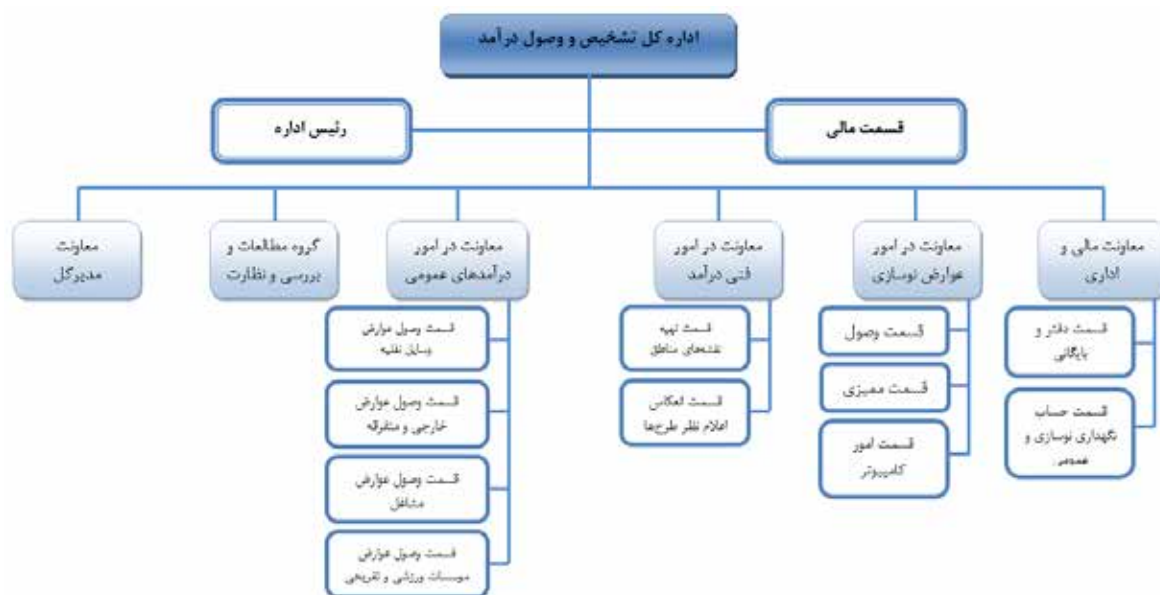 اداره کل تشخیص و وصول درآمد
قسمت مالی
رئیس اداره
معاونت مالی و
اداری
قسمت دفتر و
بایگانی
قسمت حساب
نگهداری نوسازی و
عمومی
معاونت در امور
عوارض نوسازی
قسمت وصول
قسمت ممیزی
قسمت امور
کامپیوتر
معاونت در امور
فنی درآمد
قسمت تهیه
نقشه‌های مناطق
قسمت انعکاس
اعلام نظر طرح‌ها
معاونت در امور
درآمدهای عمومی
قسمت وصول عوارض
وسایل نقلیه
قسمت وصول عوارض
خارجی و متفرقه
قسمت وصول عوارض
مشاغل
قسمت وصول عوارض
موسسات ورزشی و تفریحی
گروه مطالعات و
بررسی و نظارت
معاونت
مدیرکل